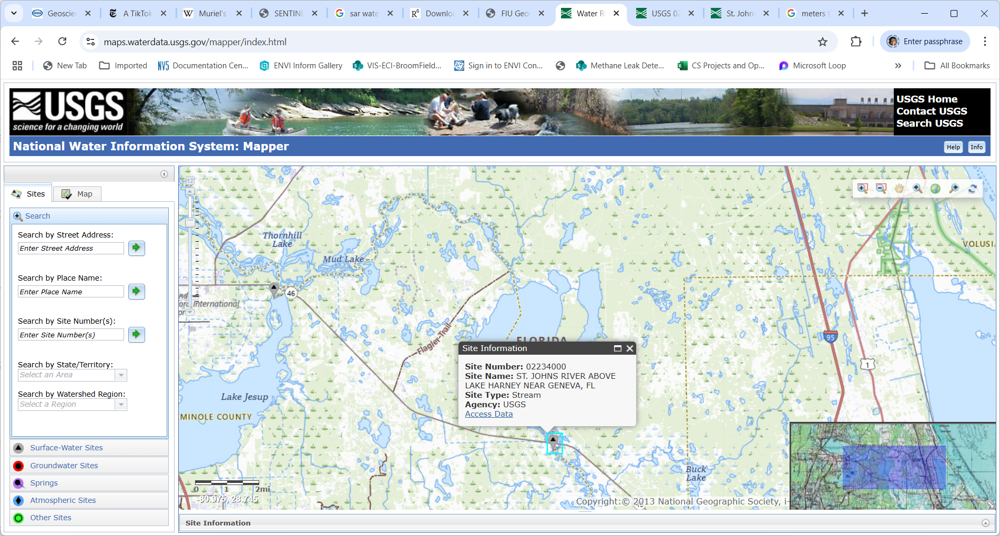 Geoscie
A TikTok
Muriel's
SENTINE
sar wate
Downlo
FIU Geo
Water R
USGS 02
St. John
meters t
maps.waterdata.usgs.gov/mapper/index.html
Enter passphrase
New Tab
Imported
NV5 Documentation Cen...
ENVI Inform Gallery
VIS-ECI-BroomField...
Sign in to ENVI Con...
Methane Leak Dete...
CS Projects and Op...
Microsoft Loop
All Bookmarks
USGS
science for a changing world
USGS Home
Contact USGS
Search USGS
National Water Information System: Mapper
Help
Info
Sites
Map
Search
Search by Street Address:
Enter Street Address
Search by Place Name:
Enter Place Name
Search by Site Number(s):
Enter Site Number(s)
Search by State/Territory:
Select an Area
Search by Watershed Region:
Select a Region
Surface-Water Sites
Groundwater Sites
Springs
Atmospheric Sites
Other Sites
12
Thornhill
Lake
Mud Lake
VOLUSI
46
International
FLORIDA
95
1
Flagler-Trail
Lake Jesup
MINOLE COUNTY
Site Information
Site Number: 02234000
Site Name: ST. JOHNS RIVER ABOVE
LAKE HARNEY NEAR GENEVA, FL
Site Type: Stream
Agency: USGS
Access Data
Buck
Lake
0 1 2mi
-80.975, 28.745
Copyright:© 2013 National Geographic Society, i-
Site Information